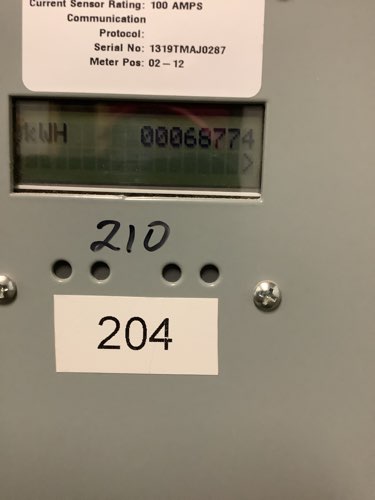 Current Sensor Rating: 100 AMPS
Communication
Protocol:
Serial No: 1319TMAJ0287
Meter Pos: 02-12
kWH 00068774
>
210
204